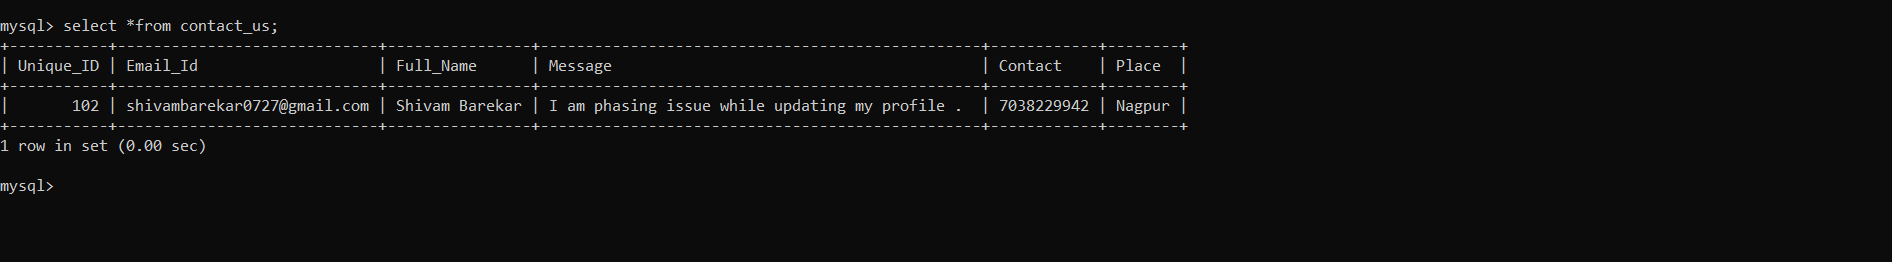 mysql> select *from contact_us;
+-----------+-----------------------------+----------------+-------------------------------------------------+------------+--------+
| Unique_ID | Email_Id                    | Full_Name      | Message                                         | Contact    | Place  |
+-----------+-----------------------------+----------------+-------------------------------------------------+------------+--------+
|       102 | shivambarekar0727@gmail.com | Shivam Barekar | I am phasing issue while updating my profile .  | 7038229942 | Nagpur |
+-----------+-----------------------------+----------------+-------------------------------------------------+------------+--------+
1 row in set (0.00 sec)
mysql>